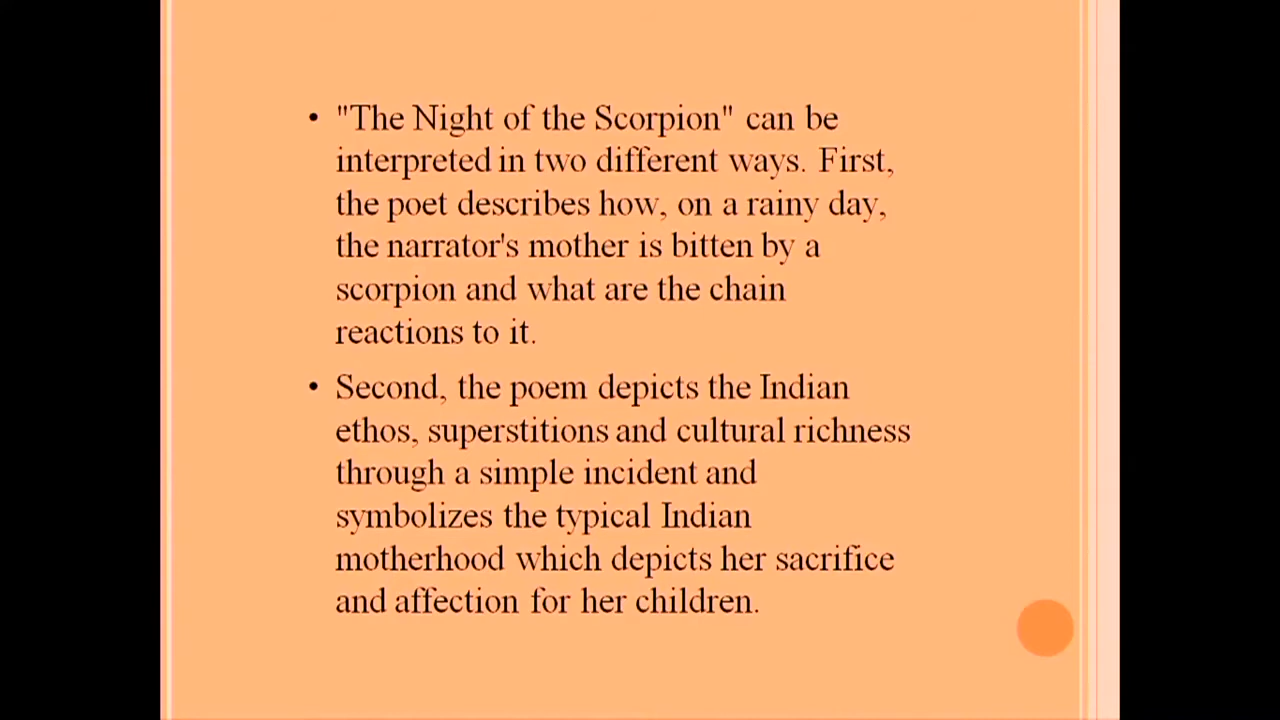 • "The Night of the Scorpion" can be
interpreted in two different ways. First,
the poet describes how, on a rainy day,
the narrator's mother is bitten by a
scorpion and what are the chain
reactions to it.
• Second, the poem depicts the Indian
ethos, superstitions and cultural richness
through a simple incident and
symbolizes the typical Indian
motherhood which depicts her sacrifice
and affection for her children.